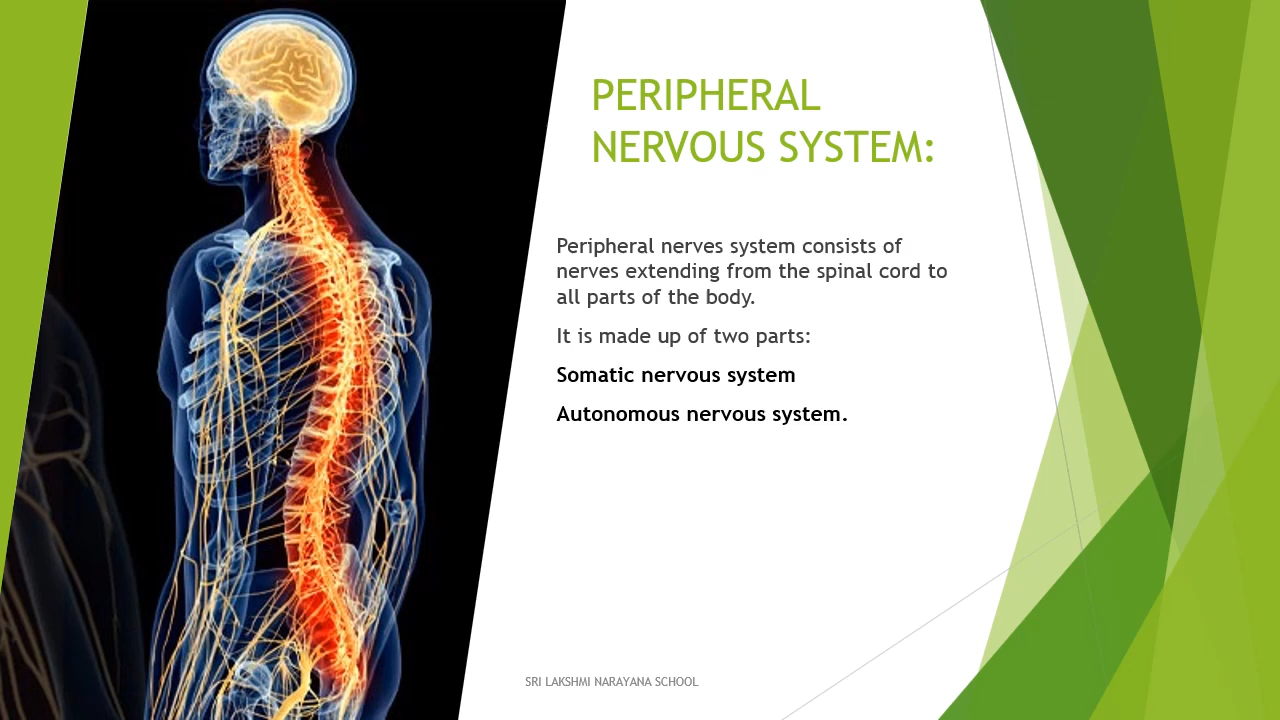 PERIPHERAL
NERVOUS SYSTEM:
Peripheral nerves system consists of
nerves extending from the spinal cord to
all parts of the body.
It is made up of two parts:
Somatic nervous system
Autonomous nervous system.
SRI LAKSHMI NARAYANA SCHOOL